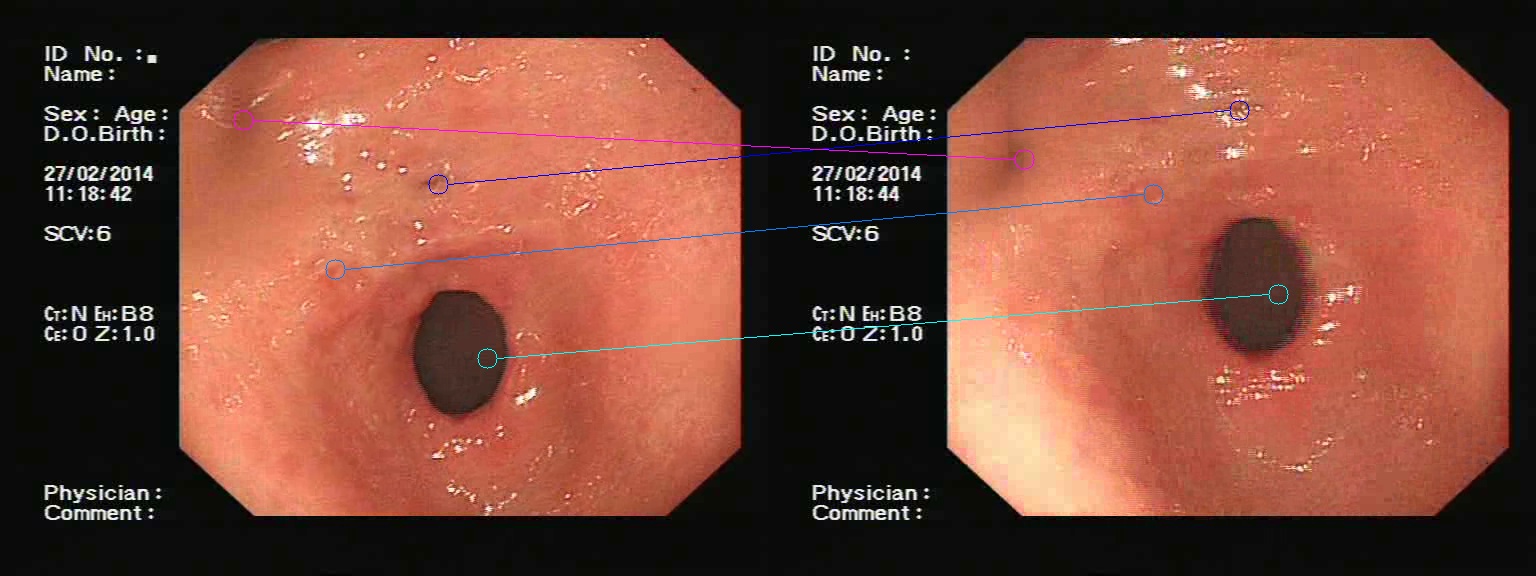 ID No. :
Name :
Sex : Age :
D.O.Birth :
27/02/2014
11:18:42
SCV:6
CT:N EH:B8
CE:0 Z:1.0
Physician :
Comment :
ID No. :
Name :
Sex : Age :
D.O.Birth :
27/02/2014
11:18:44
SCV:6
CT:N EH:B8
CE:0 Z:1.0
Physician :
Comment :